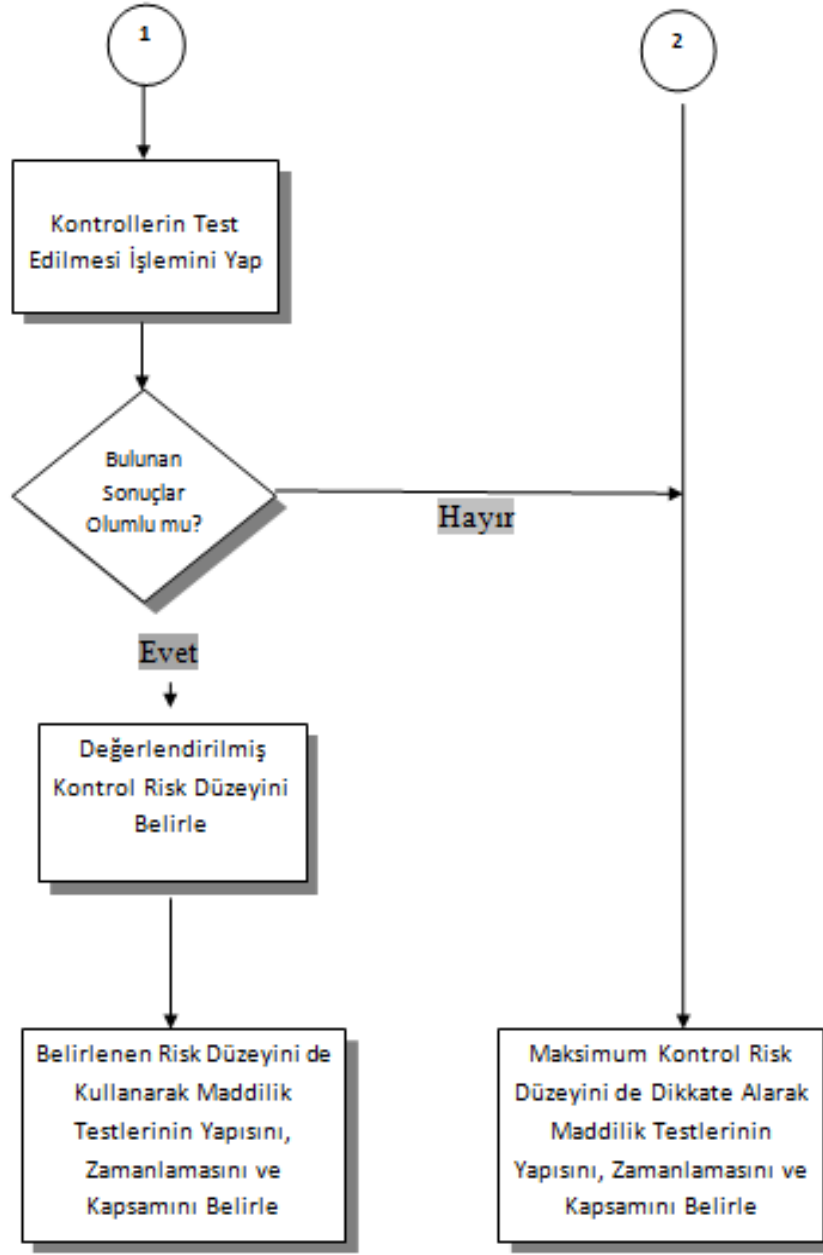 1
2
Kontrollerin Test
Edilmesi İşlemini Yap
Bulunan
Sonuçlar
Olumlu mu?
Hayır
Evet
Değerlendirilmiş
Kontrol Risk Düzeyini
Belirle
Belirlenen Risk Düzeyini de
Kullanarak Maddilik
Testlerinin Yapısını,
Zamanlamasını ve
Kapsamını Belirle
Maksimum Kontrol Risk
Düzeyini de Dikkate Alarak
Maddilik Testlerinin
Yapısını, Zamanlamasını ve
Kapsamını Belirle